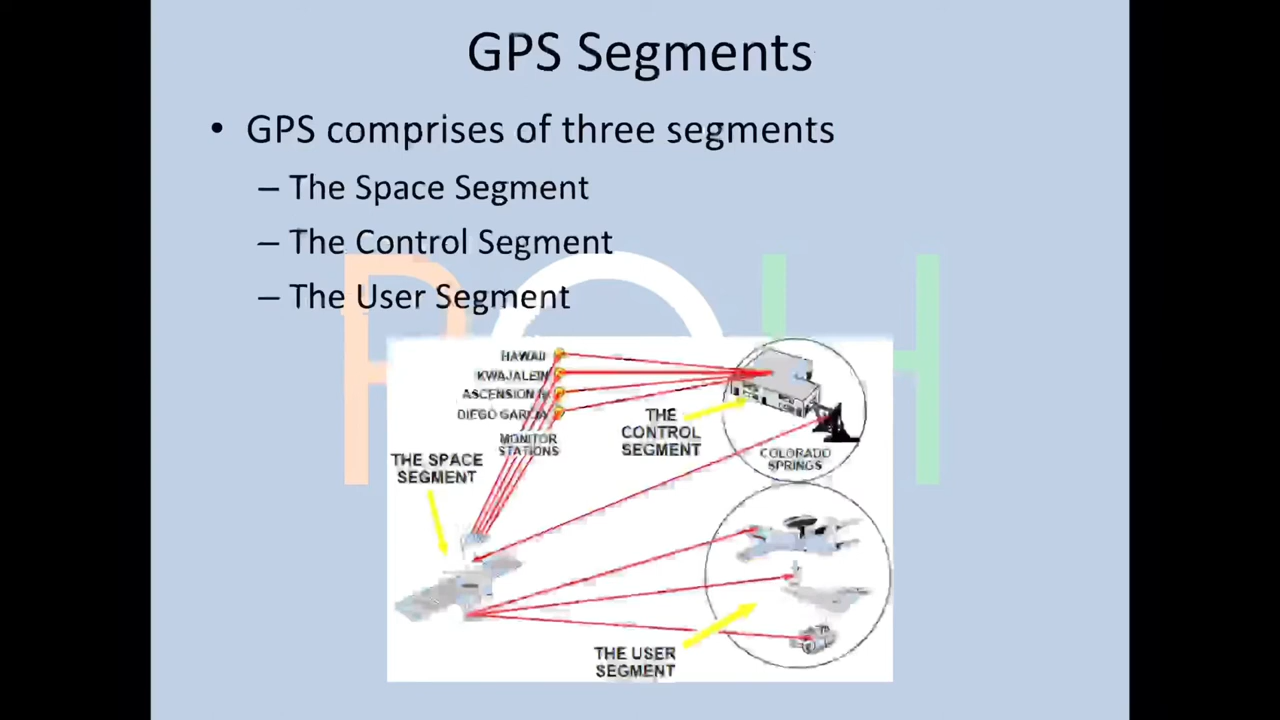 GPS Segments
• GPS comprises of three segments
– The Space Segment
– The Control Segment
– The User Segment
HAWAII
KWAJALEIN
ASCENSION
DIEGO GARCIA
MONITOR
STATIONS
THE SPACE
SEGMENT
THE
CONTROL
SEGMENT
COLORADO
SPRINGS
THE USER
SEGMENT